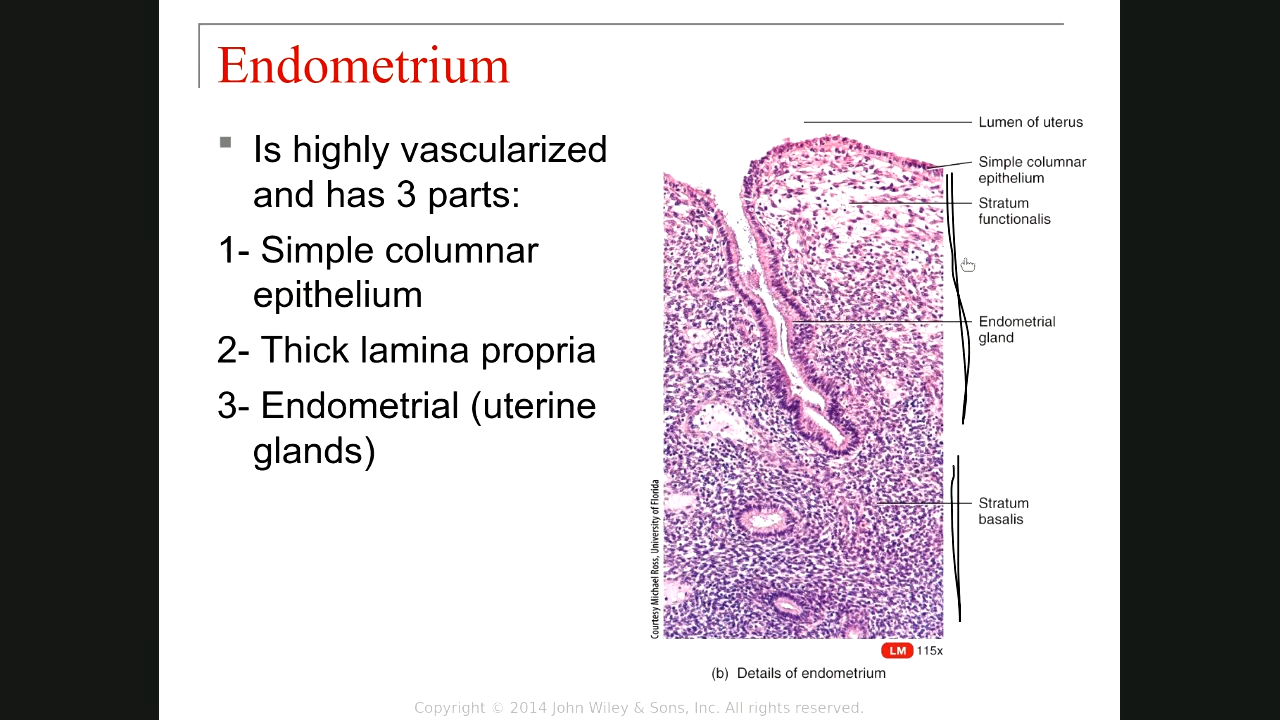 Endometrium
Is highly vascularized
and has 3 parts:
1- Simple columnar
epithelium
2- Thick lamina propria
3- Endometrial (uterine
glands)
Lumen of uterus
Simple columnar
epithelium
Stratum
functionalis
Endometrial
gland
Stratum
basalis
Courtesy Michael Ross, University of Florida
LM 115x
(b) Details of endometrium
Copyright © 2014 John Wiley & Sons, Inc. All rights reserved.